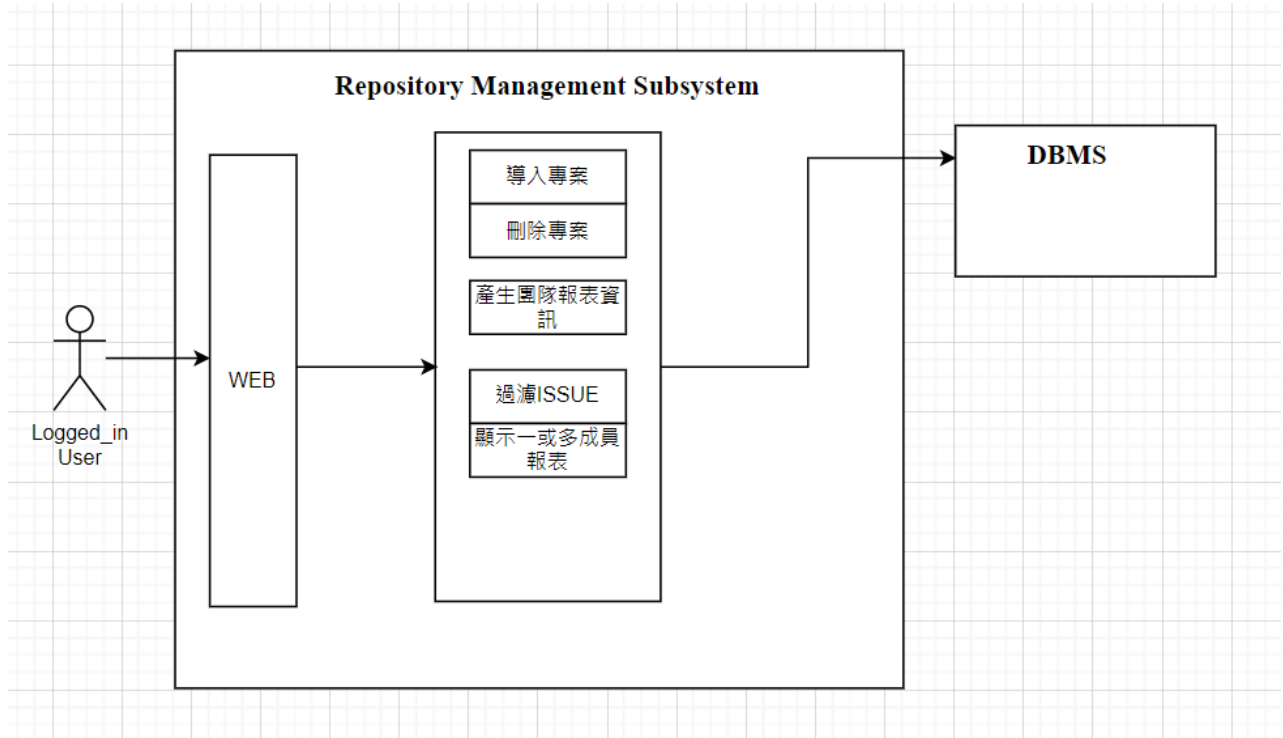 Repository Management Subsystem
DBMS
導入專案
刪除專案
產生團隊報表資
訊
WEB
過濾ISSUE
顯示一或多成員
報表
Logged_in
User